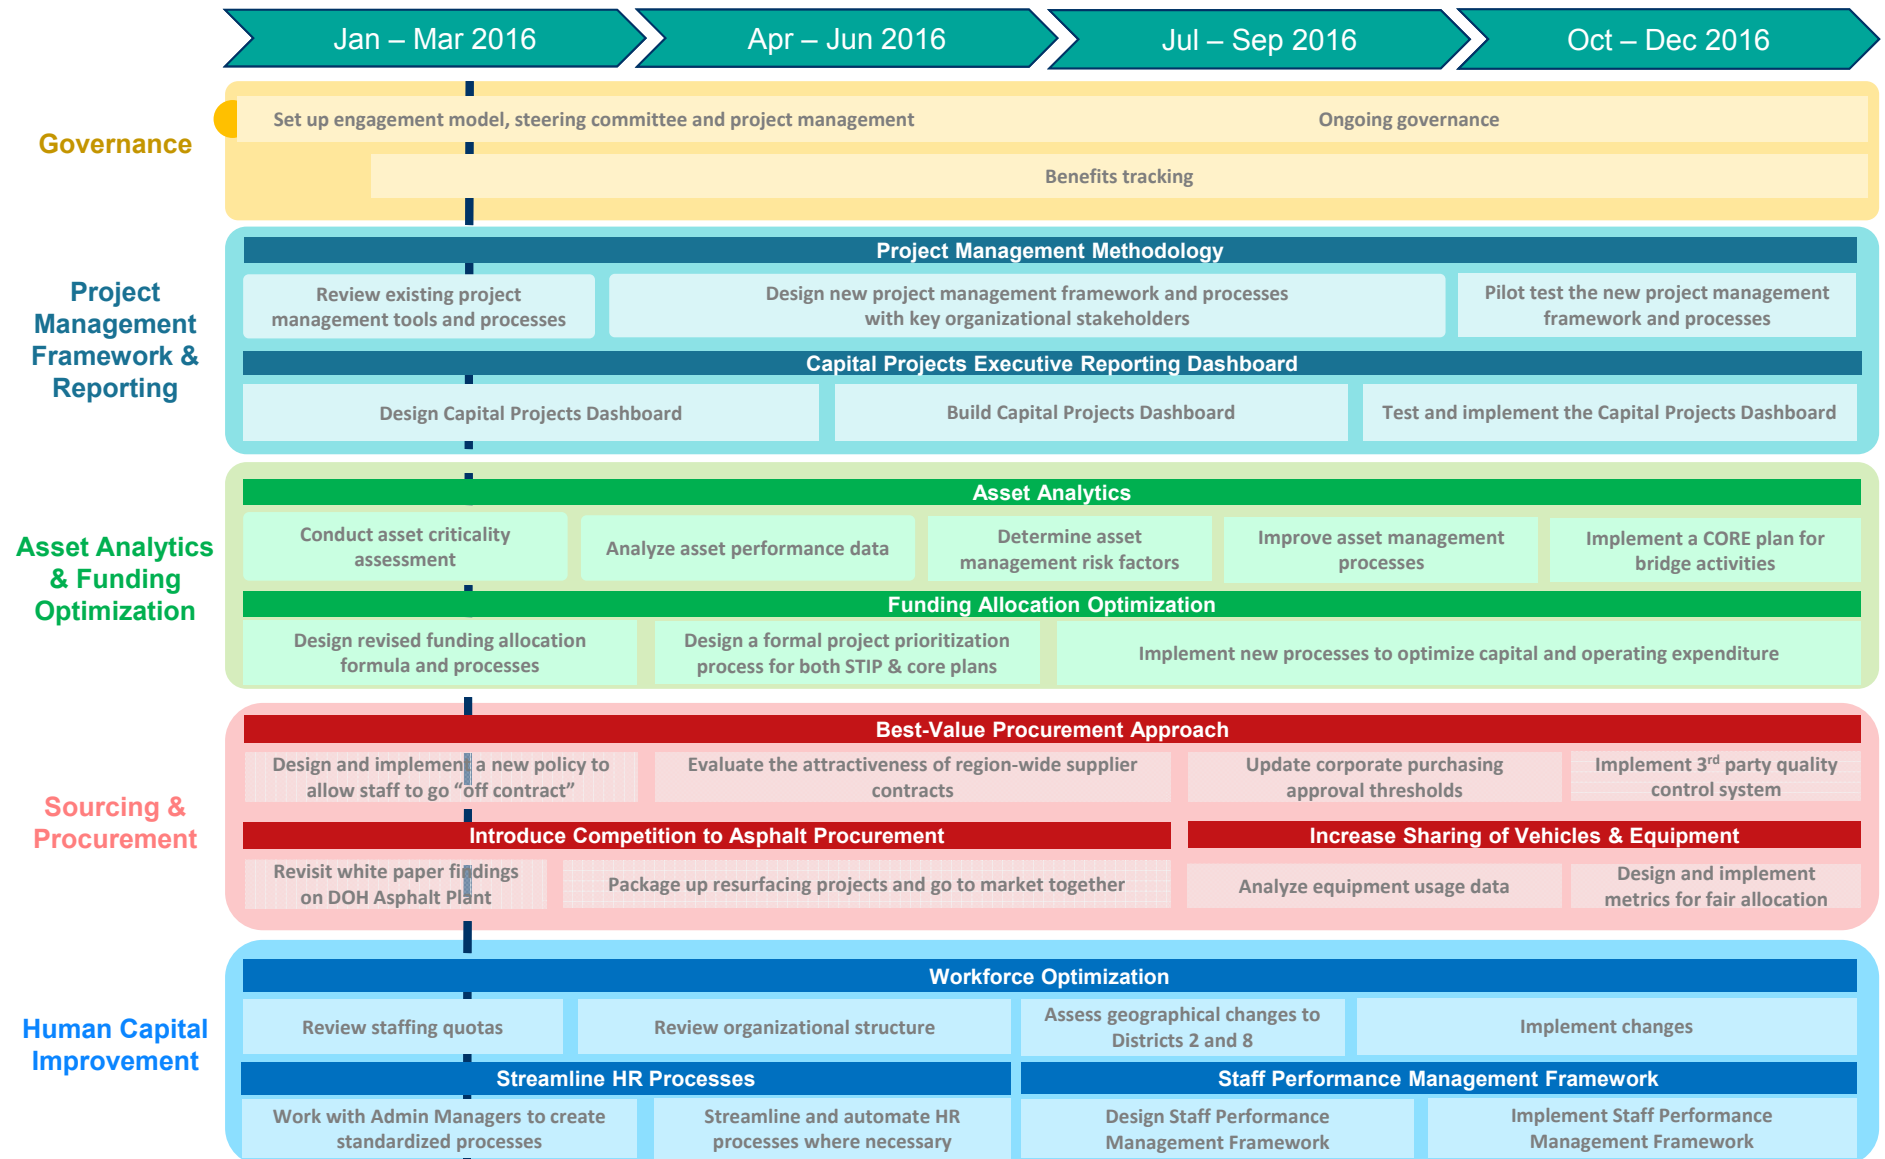 Jan – Mar 2016
Apr – Jun 2016
Jul – Sep 2016
Oct – Dec 2016
Governance
Set up engagement model, steering committee and project management
Ongoing governance
Benefits tracking
Project
Management
Framework &
Reporting
Project Management Methodology
Review existing project
management tools and processes
Design new project management framework and processes
with key organizational stakeholders
Pilot test the new project management
framework and processes
Capital Projects Executive Reporting Dashboard
Design Capital Projects Dashboard
Build Capital Projects Dashboard
Test and implement the Capital Projects Dashboard
Asset Analytics
& Funding
Optimization
Asset Analytics
Conduct asset criticality
assessment
Analyze asset performance data
Determine asset
management risk factors
Improve asset management
processes
Implement a CORE plan for
bridge activities
Funding Allocation Optimization
Design revised funding allocation
formula and processes
Design a formal project prioritization
process for both STIP & core plans
Implement new processes to optimize capital and operating expenditure
Sourcing &
Procurement
Best-Value Procurement Approach
Design and implement a new policy to
allow staff to go “off contract”
Evaluate the attractiveness of region-wide supplier
contracts
Update corporate purchasing
approval thresholds
Implement 3rd party quality
control system
Introduce Competition to Asphalt Procurement
Increase Sharing of Vehicles & Equipment
Revisit white paper findings
on DOH Asphalt Plant
Package up resurfacing projects and go to market together
Analyze equipment usage data
Design and implement
metrics for fair allocation
Human Capital
Improvement
Workforce Optimization
Review staffing quotas
Review organizational structure
Assess geographical changes to
Districts 2 and 8
Implement changes
Streamline HR Processes
Staff Performance Management Framework
Work with Admin Managers to create
standardized processes
Streamline and automate HR
processes where necessary
Design Staff Performance
Management Framework
Implement Staff Performance
Management Framework